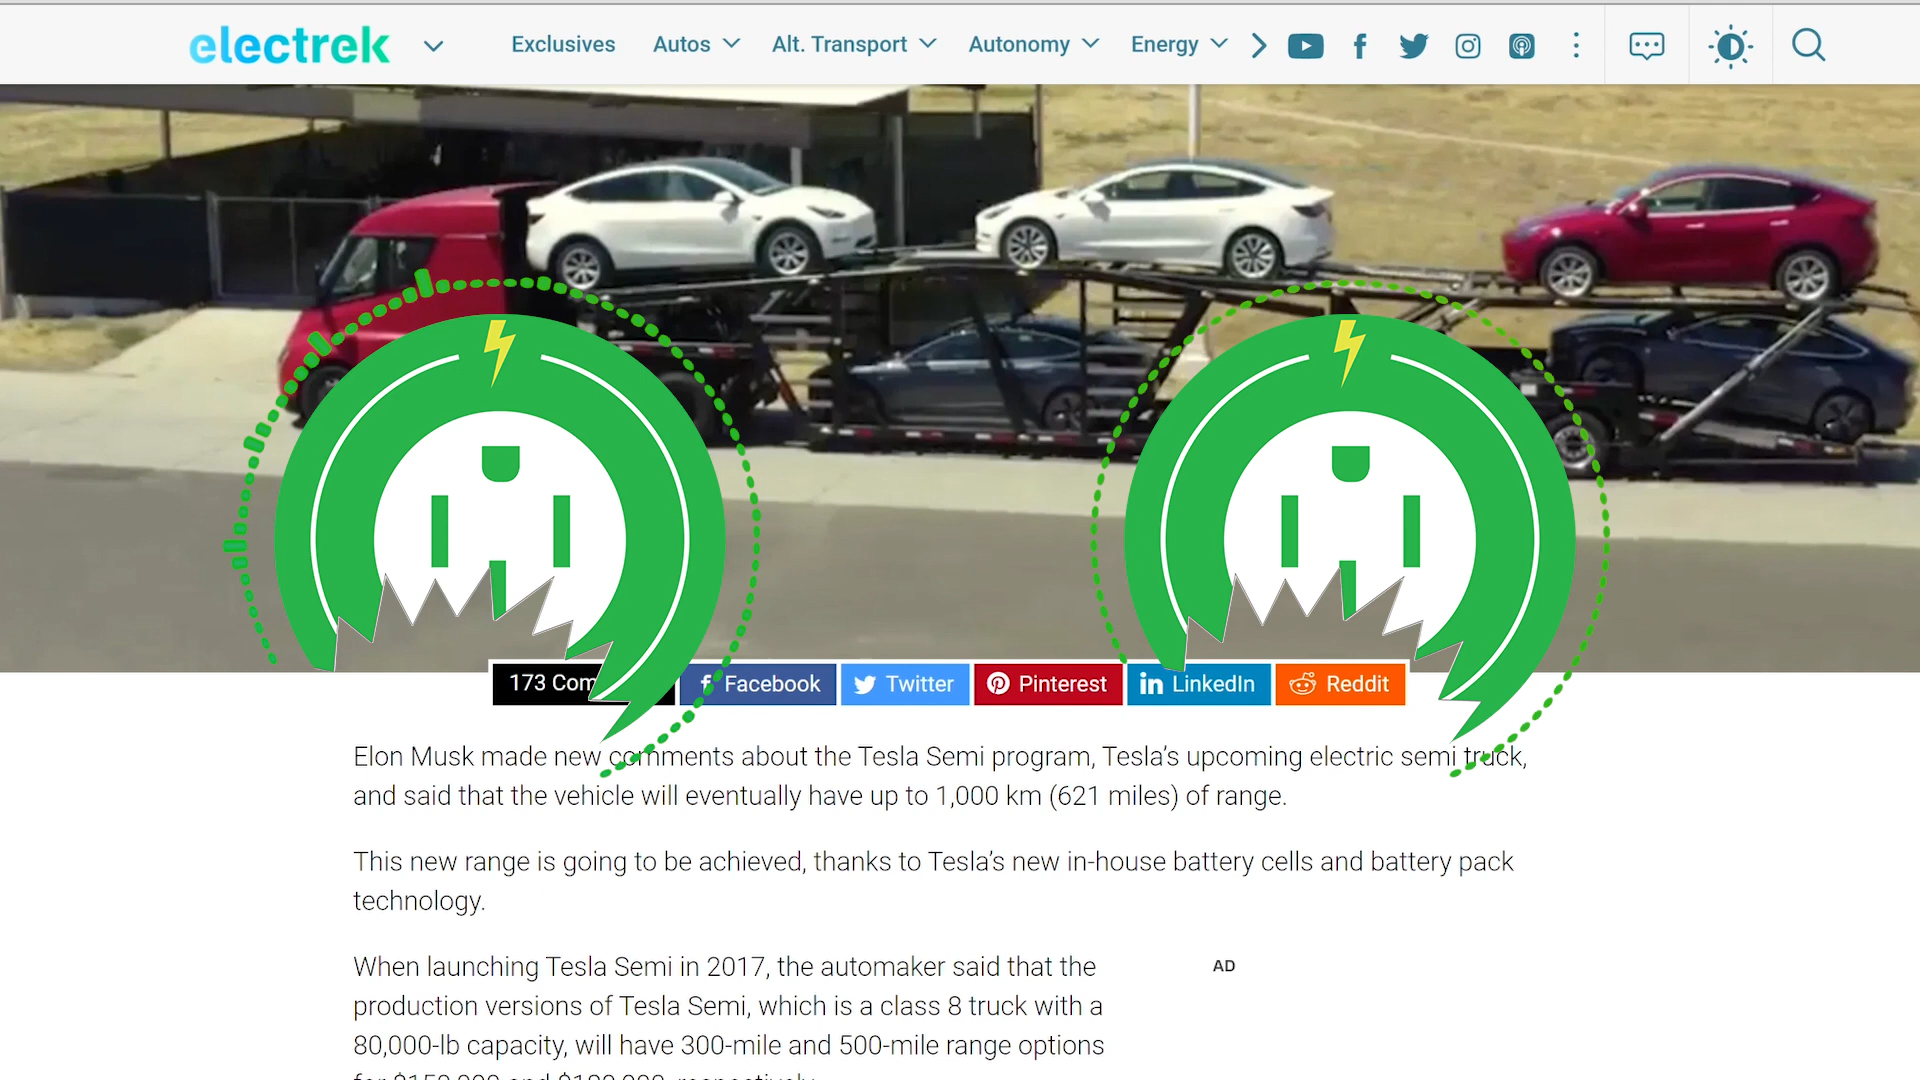 electrek Exclusives Autos Alt. Transport Autonomy Energy
173 Com Facebook Twitter Pinterest LinkedIn Reddit
Elon Musk made new comments about the Tesla Semi program, Tesla's upcoming electric semi truck,
and said that the vehicle will eventually have up to 1,000 km (621 miles) of range.
This new range is going to be achieved, thanks to Tesla's new in-house battery cells and battery pack
technology.
When launching Tesla Semi in 2017, the automaker said that the
AD
production versions of Tesla Semi, which is a class 8 truck with a
80,000-lb capacity, will have 300-mile and 500-mile range options